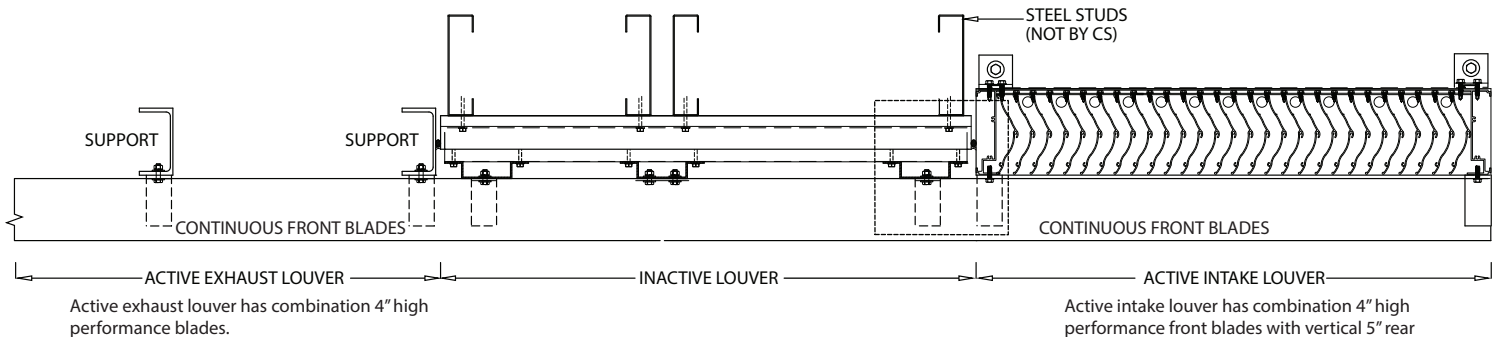 STEEL STUDS
(NOT BY CS)
SUPPORT
SUPPORT
CONTINUOUS FRONT BLADES
CONTINUOUS FRONT BLADES
ACTIVE EXHAUST LOUVER
INACTIVE LOUVER
ACTIVE INTAKE LOUVER
Active exhaust louver has combination 4" high
performance blades.
Active intake louver has combination 4" high
performance front blades with vertical 5" rear